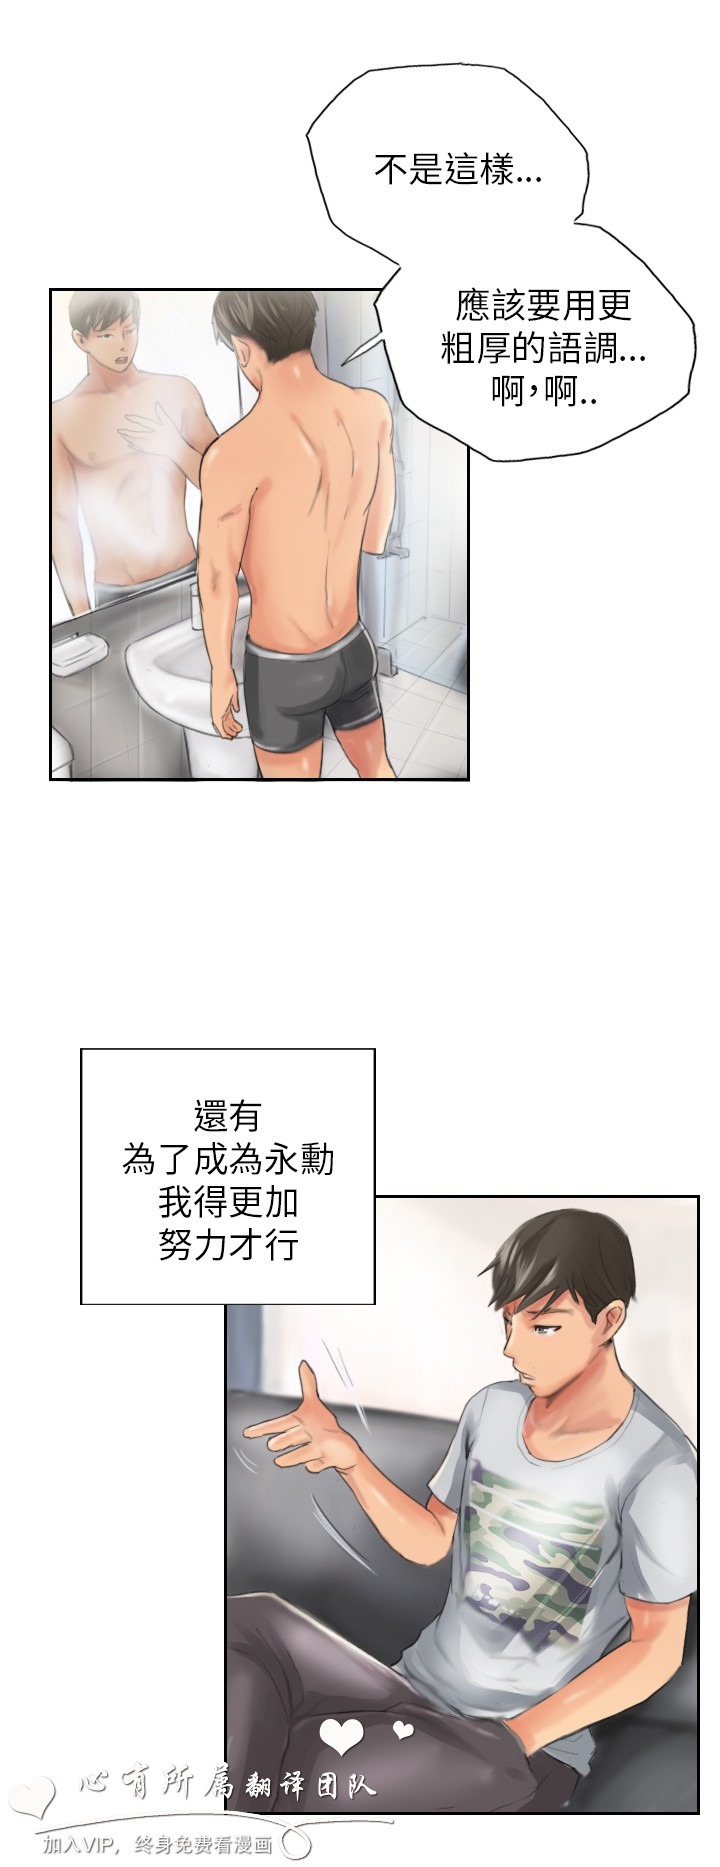 不是這樣...
應該要用更
粗厚的語調...
啊,啊..
還有
為了成為永勳
我得更加
努力才行
心有所属翻译团队
加入VIP，终身免费看漫画